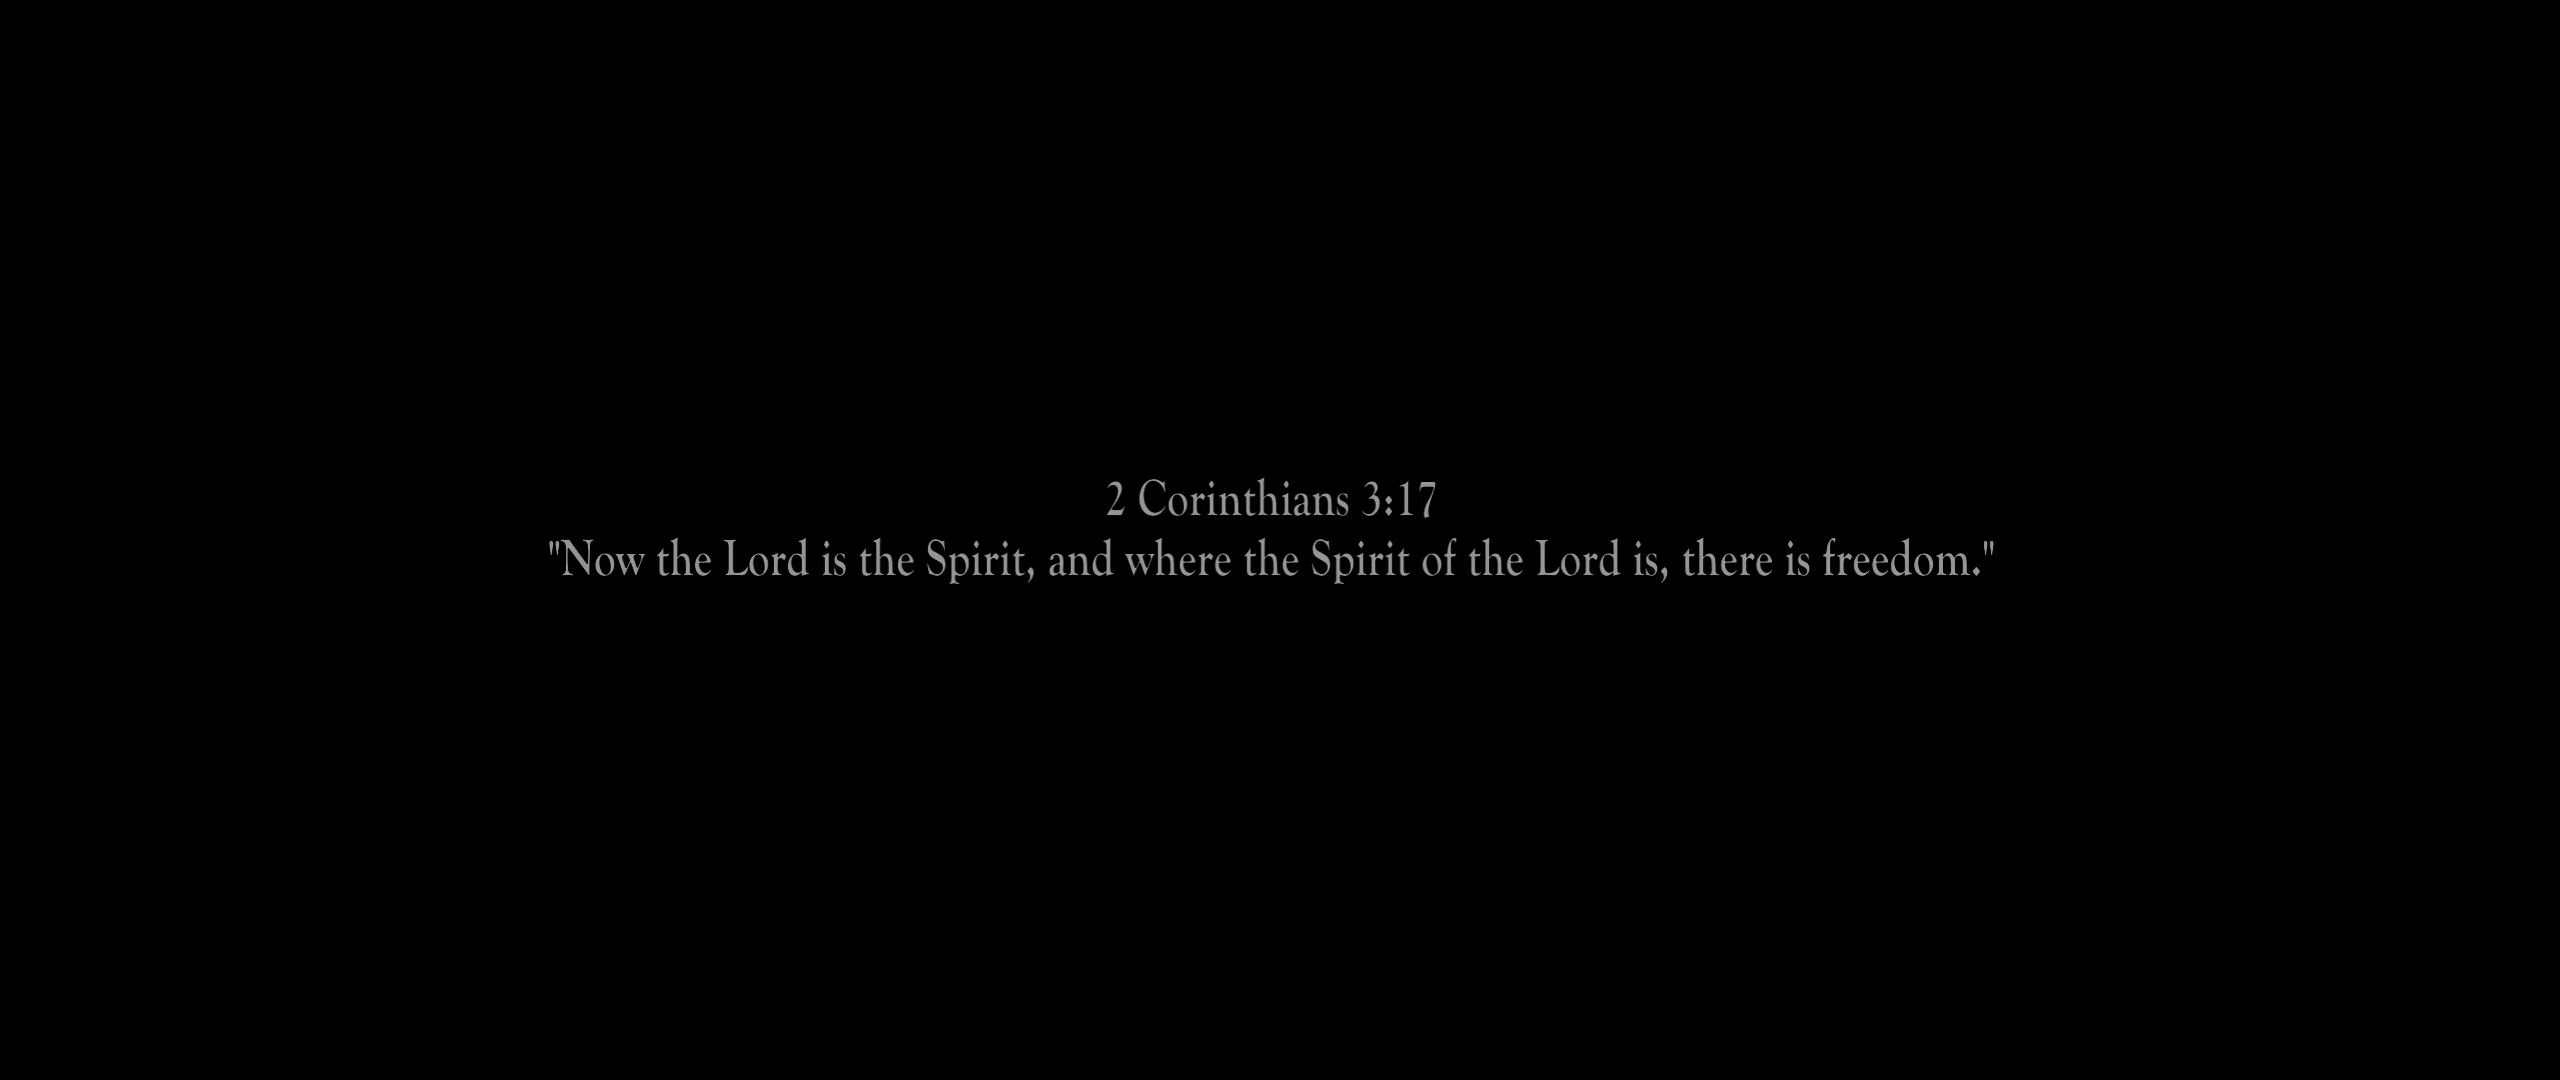 2 Corinthians 3:17
"Now the Lord is the Spirit, and where the Spirit of the Lord is, there is freedom."